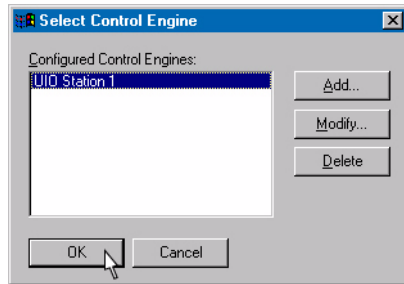 Select Control Engine
Configured Control Engines:
UIO Station 1
Add...
Modify...
Delete
OK
Cancel